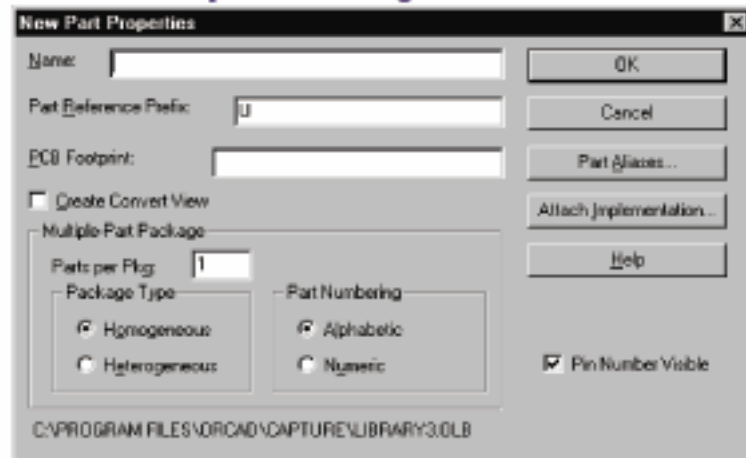 New Part Properties
Name:
OK
Part Reference Prefix:
U
Cancel
PCB Footprint:
Part Aliases...
Create Convert View
Attach Implementation...
Multiple-Part Package
Parts per Pkg:
1
Help
Package Type
Part Numbering
Homogeneous
Alphabetic
Heterogeneous
Numeric
Pin Number Visible
C:\PROGRAM FILES\ORCAD\CAPTURE\LIBRARY3.OLB